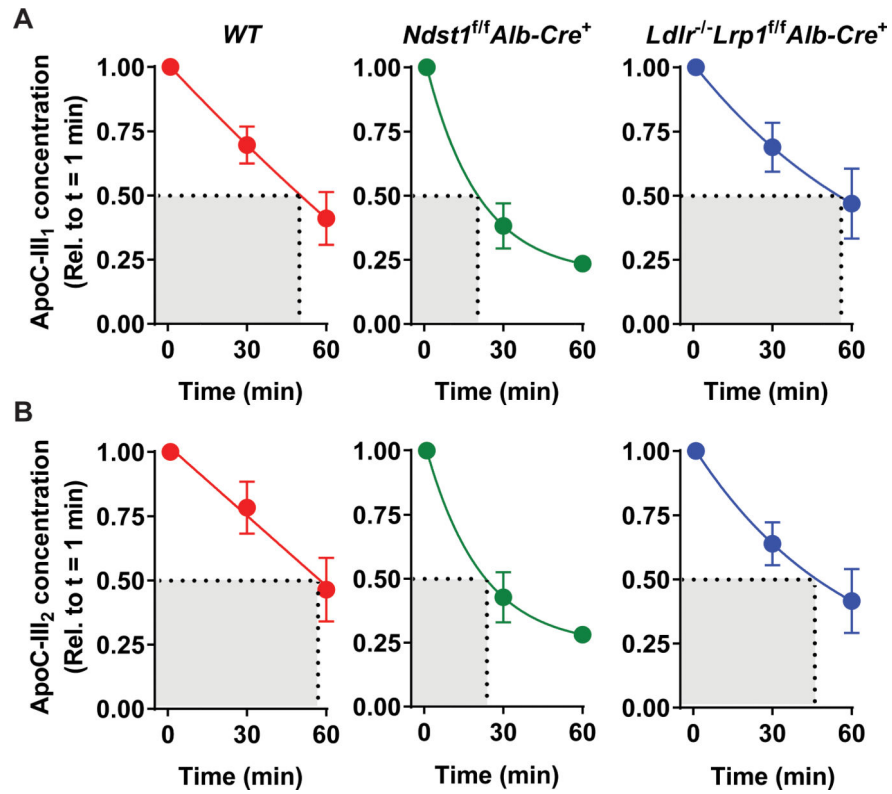 A
WT
Ndst1f/fAlb-Cre+
Ldlr-/-Lrp1f/fAlb-Cre+
ApoC-III1 concentration
(Rel. to t = 1 min)
1.00
0.75
0.50
0.25
0.00
0 30 60
Time (min)
1.00
0.75
0.50
0.25
0.00
0 30 60
Time (min)
1.00
0.75
0.50
0.25
0.00
0 30 60
Time (min)
B
ApoC-III2 concentration
(Rel. to t = 1 min)
1.00
0.75
0.50
0.25
0.00
0 30 60
Time (min)
1.00
0.75
0.50
0.25
0.00
0 30 60
Time (min)
1.00
0.75
0.50
0.25
0.00
0 30 60
Time (min)